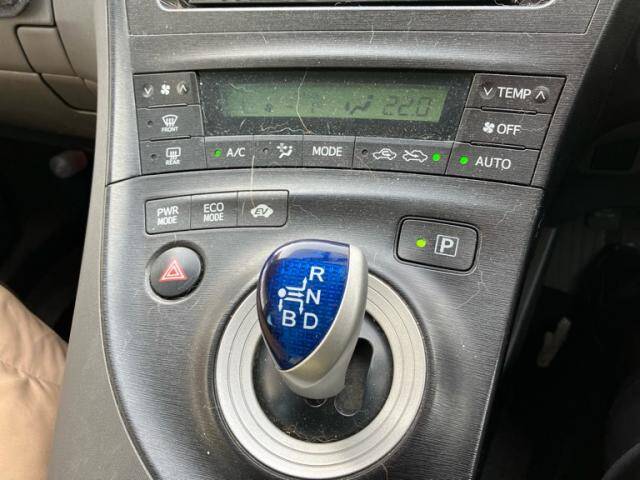 22.0
TEMP
FRONT
OFF
REAR
A/C
MODE
AUTO
PWR MODE
ECO MODE
EV
P
R
N
B D